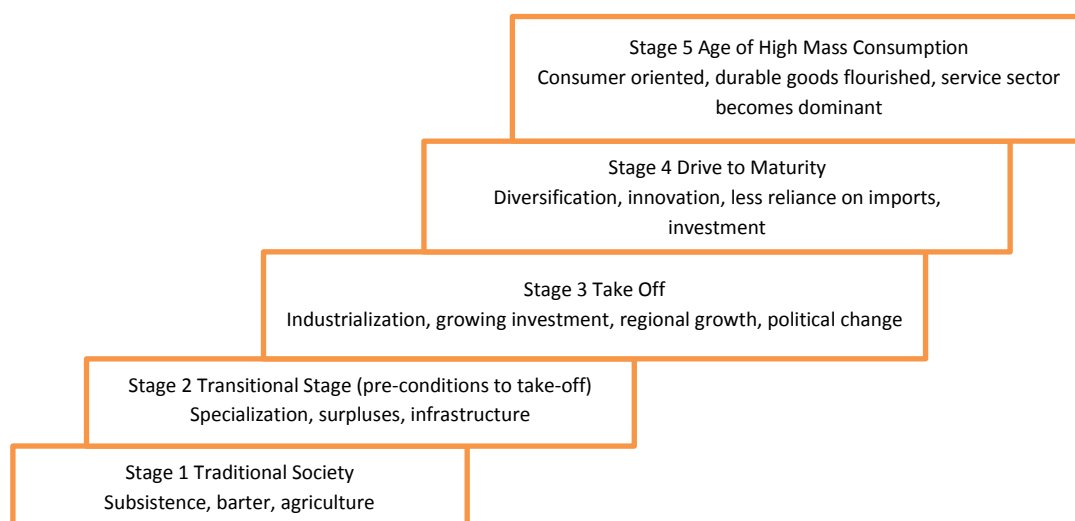 Stage 5 Age of High Mass Consumption
Consumer oriented, durable goods flourished, service sector
becomes dominant
Stage 4 Drive to Maturity
Diversification, innovation, less reliance on imports,
investment
Stage 3 Take Off
Industrialization, growing investment, regional growth, political change
Stage 2 Transitional Stage (pre-conditions to take-off)
Specialization, surpluses, infrastructure
Stage 1 Traditional Society
Subsistence, barter, agriculture